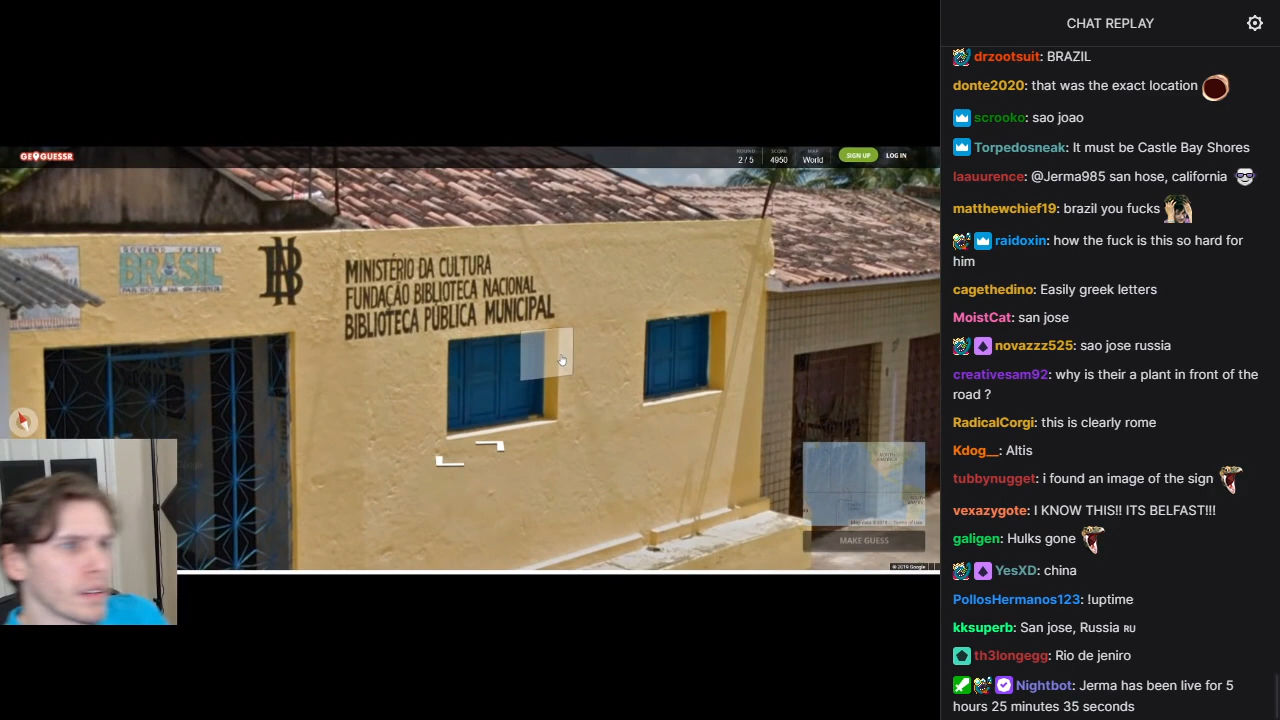 CHAT REPLAY
drzootsuit: BRAZIL
donte2020: that was the exact location
scrooko: sao joao
Torpedosneak: It must be Castle Bay Shores
laauurence: @Jerma985 san hose, california
matthewchief19: brazil you fucks
raidoxin: how the fuck is this so hard for
him
cagethedino: Easily greek letters
MoistCat: san jose
novazzz525: sao jose russia
creativesam92: why is their a plant in front of the
road ?
RadicalCorgi: this is clearly rome
Kdog__: Altis
tubbynugget: i found an image of the sign
vexazygote: I KNOW THIS!! ITS BELFAST!!!
galigen: Hulks gone
YesXD: china
PollosHermanos123: !uptime
kksuperb: San jose, Russia RU
th3longegg: Rio de jeniro
Nightbot: Jerma has been live for 5
hours 25 minutes 35 seconds
GEOGUESSR
ROUND
2 / 5
SCORE
4950
MAP
World
SIGN UP
LOG IN
GOVERNO FEDERAL
BRASIL
MINISTÉRIO DA CULTURA
FUNDAÇÃO BIBLIOTECA NACIONAL
BIBLIOTECA PÚBLICA MUNICIPAL
MAKE GUESS
© 2019 Google